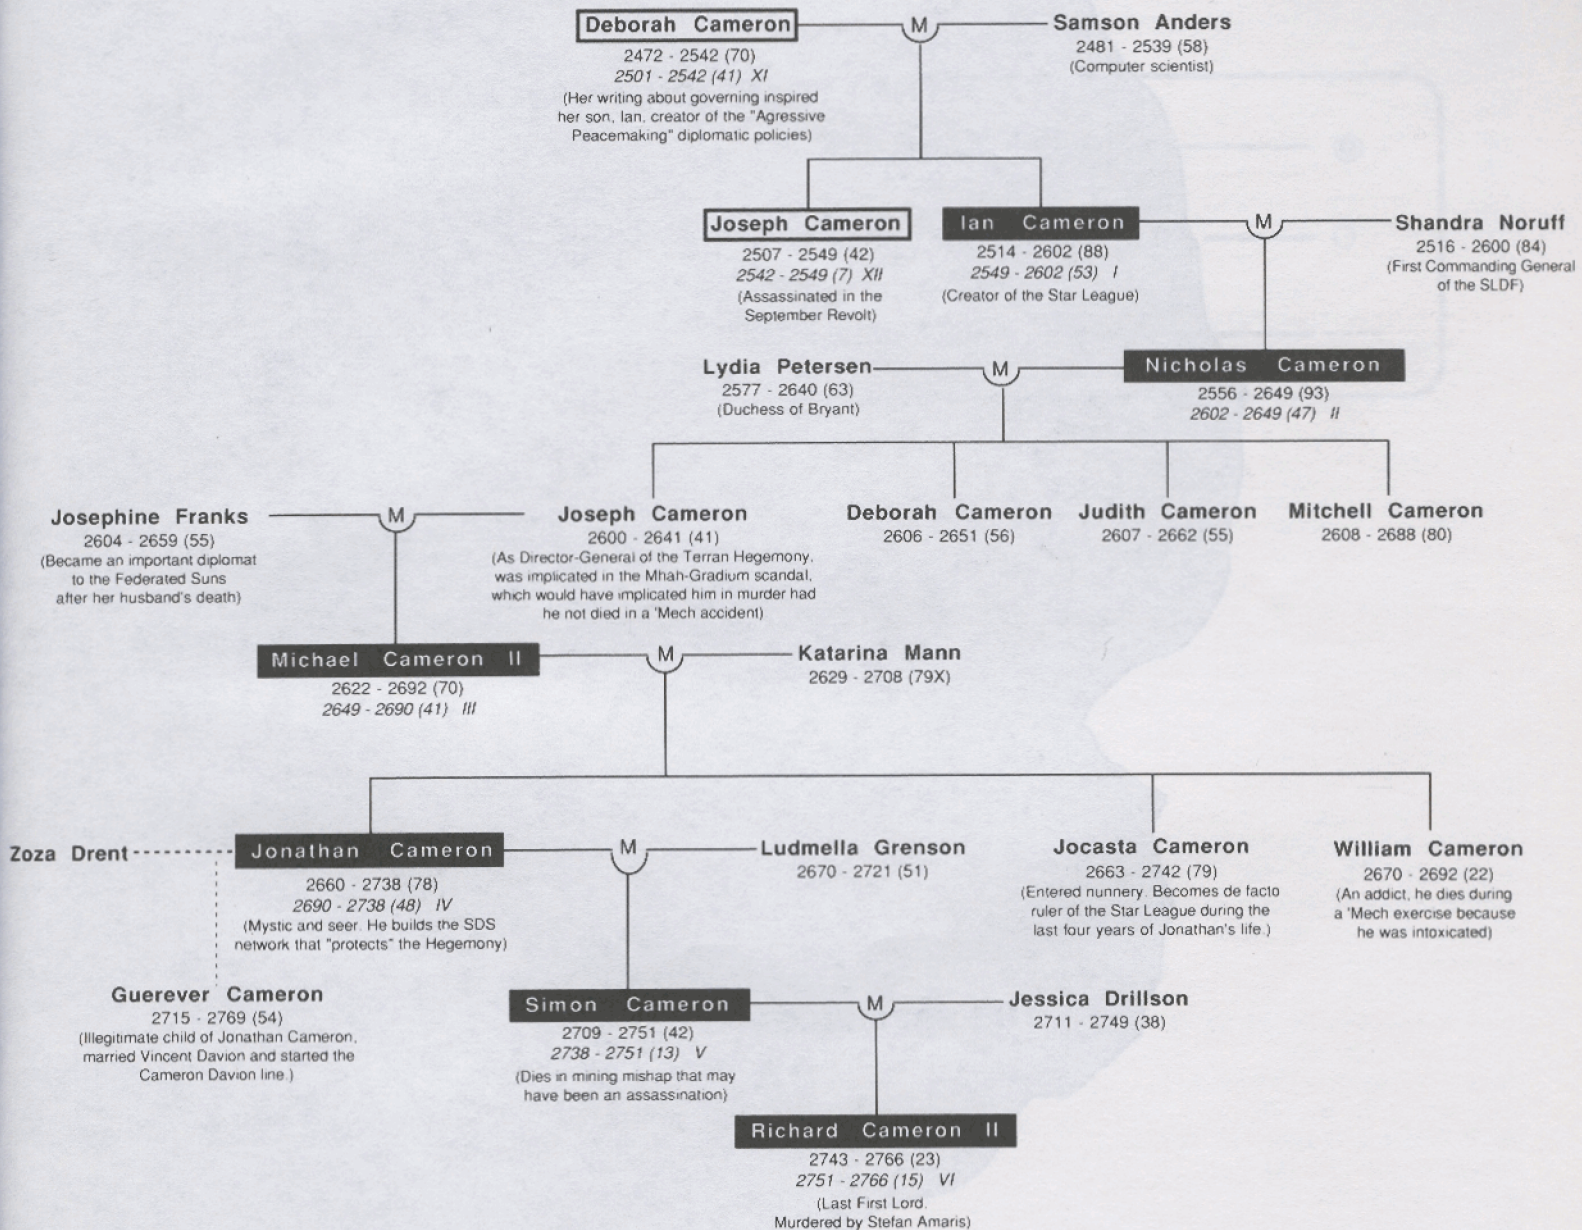 Deborah Cameron M Samson Anders
2472 - 2542 (70)
2501 - 2542 (41) XI
(Her writing about governing inspired
her son, Ian, creator of the "Agressive
Peacemaking" diplomatic policies)
2481 - 2539 (58)
(Computer scientist)
Joseph Cameron
2507 - 2549 (42)
2542 - 2549 (7) XII
(Assassinated in the
September Revolt)
Ian Cameron
2514 - 2602 (88)
2549 - 2602 (53) I
(Creator of the Star League)
M
Shandra Noruff
2516 - 2600 (84)
(First Commanding General
of the SLDF)
Lydia Petersen
2577 - 2640 (63)
(Duchess of Bryant)
M
Nicholas Cameron
2556 - 2649 (93)
2602 - 2649 (47) II
Josephine Franks
2604 - 2659 (55)
(Became an important diplomat
to the Federated Suns
after her husband's death)
M
Joseph Cameron
2600 - 2641 (41)
(As Director-General of the Terran Hegemony,
was implicated in the Mhah-Gradium scandal,
which would have implicated him in murder had
he not died in a 'Mech accident)
Deborah Cameron
2606 - 2651 (56)
Judith Cameron
2607 - 2662 (55)
Mitchell Cameron
2608 - 2688 (80)
Michael Cameron II
2622 - 2692 (70)
2649 - 2690 (41) III
M
Katarina Mann
2629 - 2708 (79X)
Zoza Drent
Jonathan Cameron
2660 - 2738 (78)
2690 - 2738 (48) IV
(Mystic and seer. He builds the SDS
network that "protects" the Hegemony)
M
Ludmella Grenson
2670 - 2721 (51)
Jocasta Cameron
2663 - 2742 (79)
(Entered nunnery. Becomes de facto
ruler of the Star League during the
last four years of Jonathan's life.)
William Cameron
2670 - 2692 (22)
(An addict, he dies during
a 'Mech exercise because
he was intoxicated)
Guerever Cameron
2715 - 2769 (54)
(Illegitimate child of Jonathan Cameron,
married Vincent Davion and started the
Cameron Davion line.)
Simon Cameron
2709 - 2751 (42)
2738 - 2751 (13) V
(Dies in mining mishap that may
have been an assassination)
M
Jessica Drillson
2711 - 2749 (38)
Richard Cameron II
2743 - 2766 (23)
2751 - 2766 (15) VI
(Last First Lord.
Murdered by Stefan Amaris)